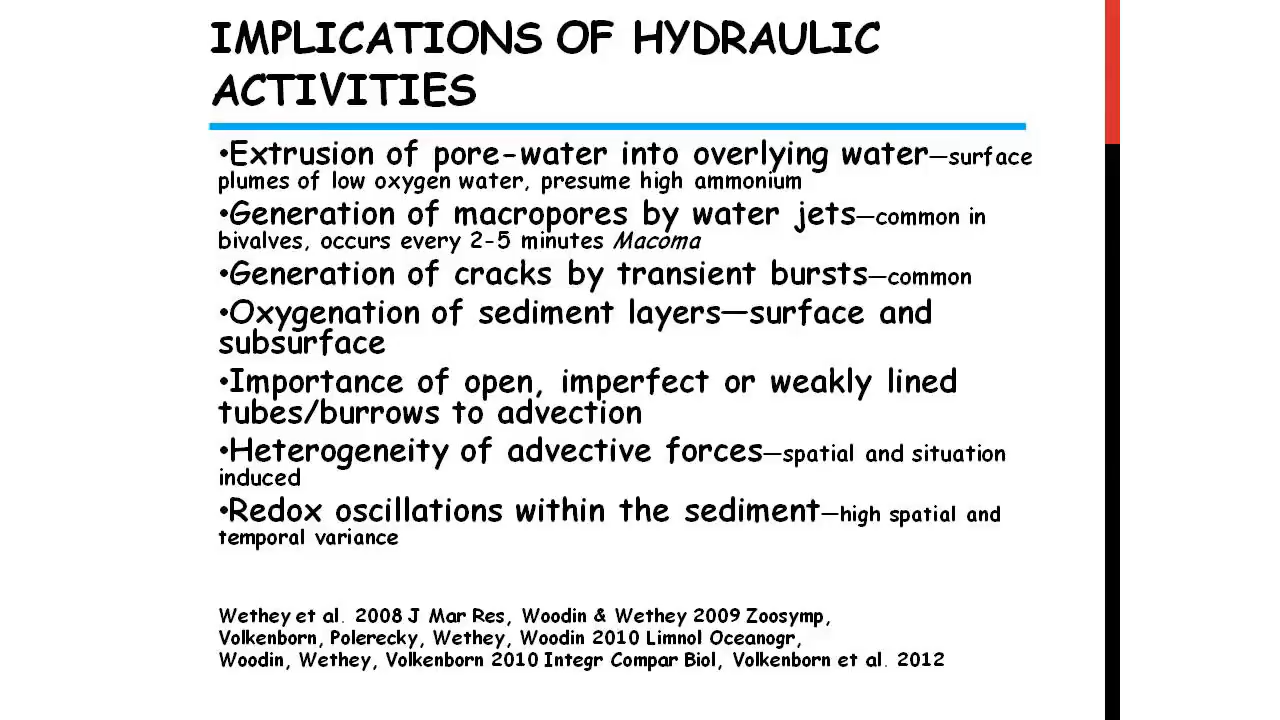 IMPLICATIONS OF HYDRAULIC
ACTIVITIES
•Extrusion of pore-water into overlying water—surface
plumes of low oxygen water, presume high ammonium
•Generation of macropores by water jets—common in
bivalves, occurs every 2-5 minutes Macoma
•Generation of cracks by transient bursts—common
•Oxygenation of sediment layers—surface and
subsurface
•Importance of open, imperfect or weakly lined
tubes/burrows to advection
•Heterogeneity of advective forces—spatial and situation
induced
•Redox oscillations within the sediment—high spatial and
temporal variance
Wethey et al. 2008 J Mar Res, Woodin & Wethey 2009 Zoosymp,
Volkenborn, Polerecky, Wethey, Woodin 2010 Limnol Oceanogr,
Woodin, Wethey, Volkenborn 2010 Integr Compar Biol, Volkenborn et al. 2012